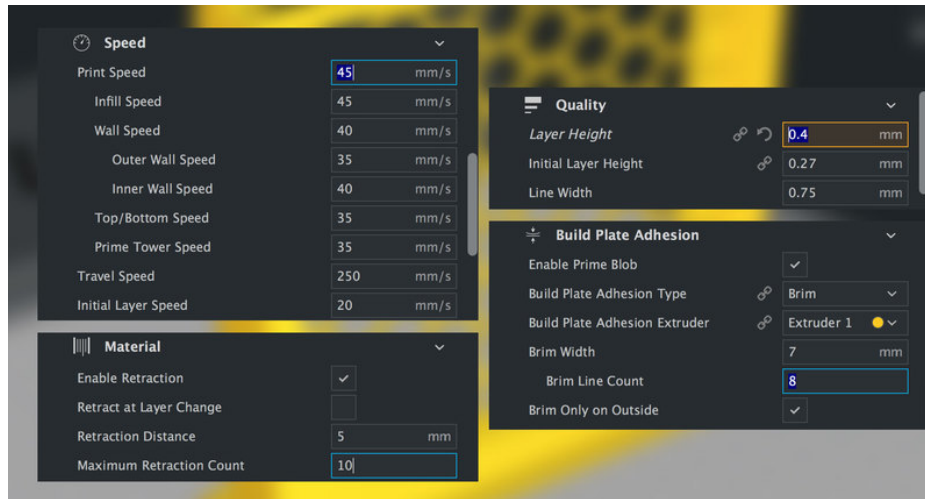 Speed
Print Speed 45 mm/s
Infill Speed 45 mm/s
Wall Speed 40 mm/s
Outer Wall Speed 35 mm/s
Inner Wall Speed 40 mm/s
Top/Bottom Speed 35 mm/s
Prime Tower Speed 35 mm/s
Travel Speed 250 mm/s
Initial Layer Speed 20 mm/s
Material
Enable Retraction
Retract at Layer Change
Retraction Distance 5 mm
Maximum Retraction Count 10
Quality
Layer Height 0.4 mm
Initial Layer Height 0.27 mm
Line Width 0.75 mm
Build Plate Adhesion
Enable Prime Blob
Build Plate Adhesion Type Brim
Build Plate Adhesion Extruder Extruder 1
Brim Width 7 mm
Brim Line Count 8
Brim Only on Outside